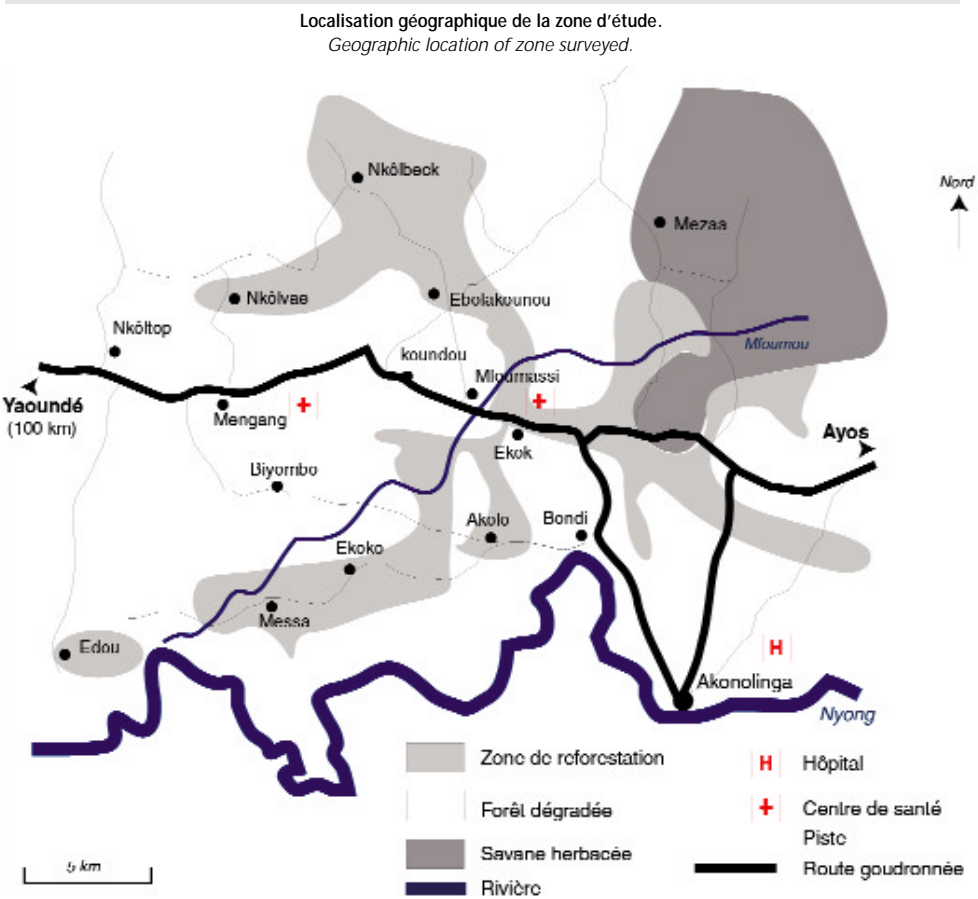 Localisation géographique de la zone d'étude.
Geographic location of zone surveyed.
Nord
Nkôlbeck
Mezaa
Nkôlvae
Ebolakounou
Nkôltop
Mloumou
koundou
Mloumassi
Yaoundé
(100 km)
Mengang
Ayos
Ekok
Biyombo
Akolo
Bondi
Ekoko
Messa
Edou
H
Akonolinga
Nyong
Zone de reforestation
H Hôpital
Forêt dégradée
Centre de santé
Piste
Savane herbacée
Route goudronnée
5 km
Rivière